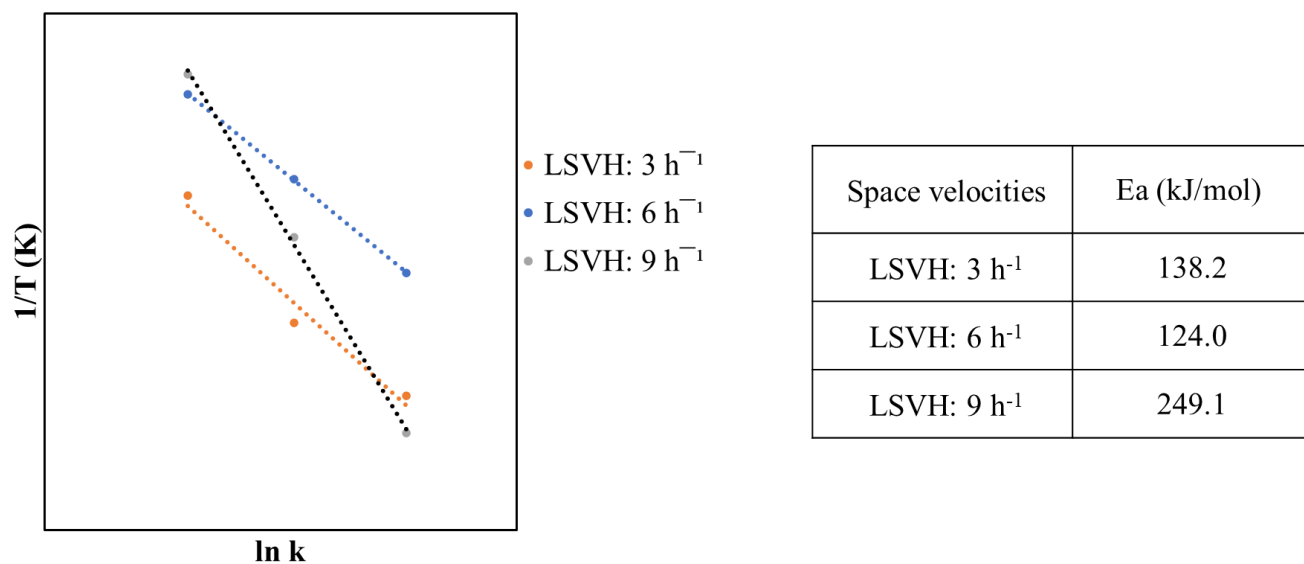 1/T (K)
ln k
LSVH: 3 h⁻¹
LSVH: 6 h⁻¹
LSVH: 9 h⁻¹
Space velocities Ea (kJ/mol)
LSVH: 3 h⁻¹ 138.2
LSVH: 6 h⁻¹ 124.0
LSVH: 9 h⁻¹ 249.1